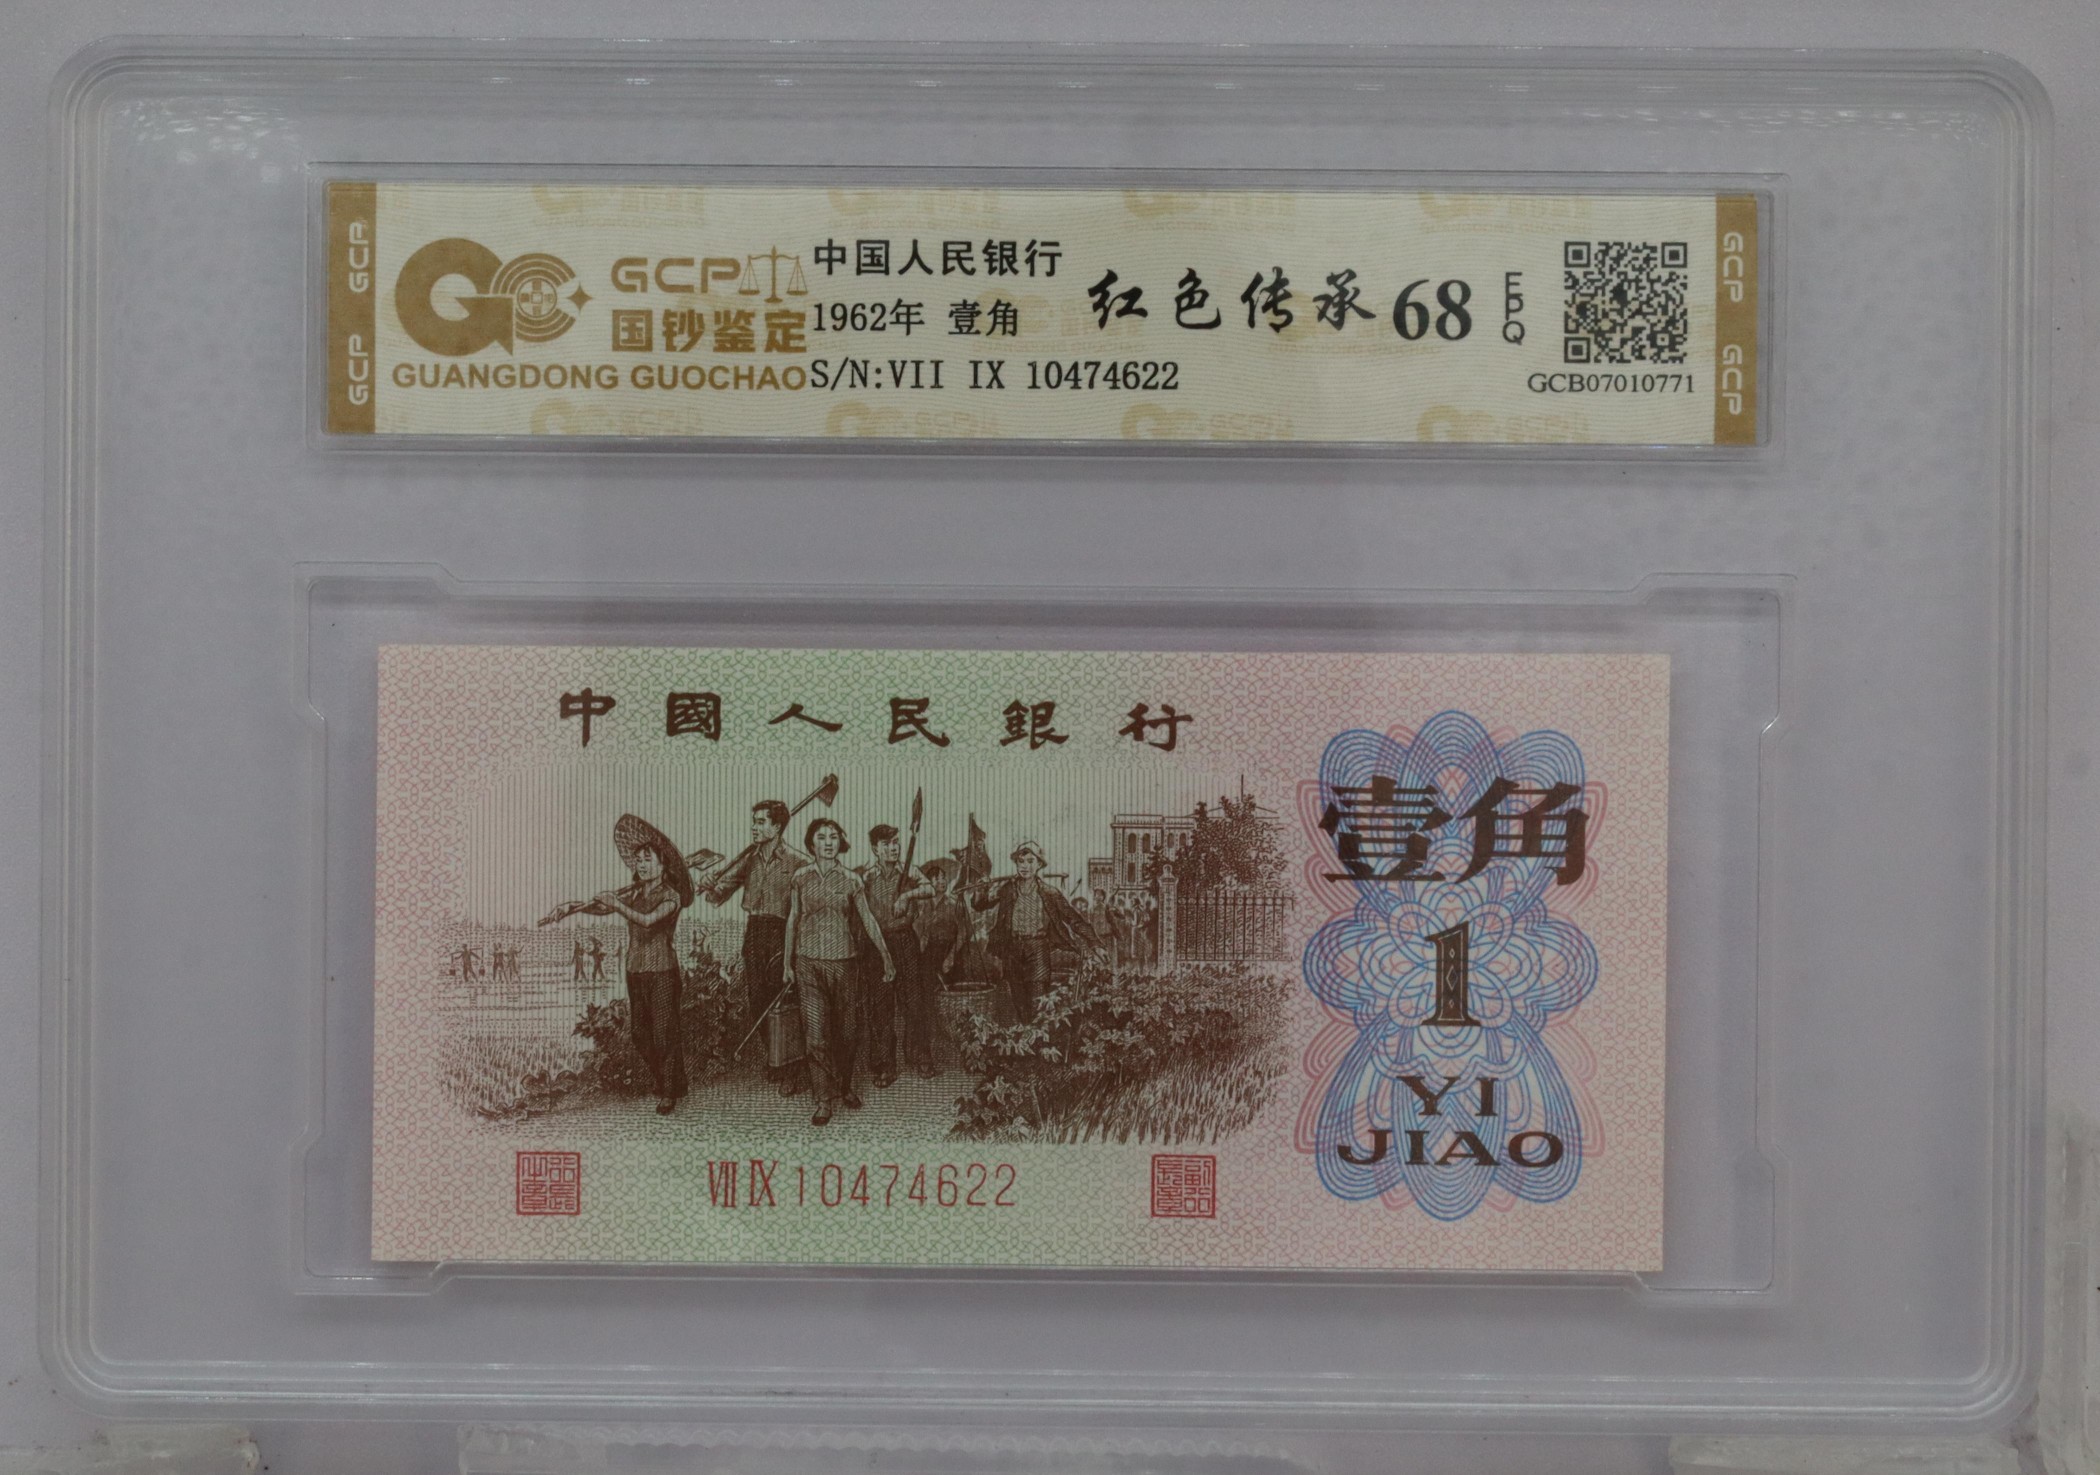 GCP
GCP
GCP
国钞鉴定
GUANGDONG GUOCHAO
中国人民银行
1962年 壹角
S/N:VII IX 10474622
红色传承
68
EPQ
GCB07010771
GCP
GCP
中國人民銀行
壹角
1
YI
JIAO
VII IX 10474622